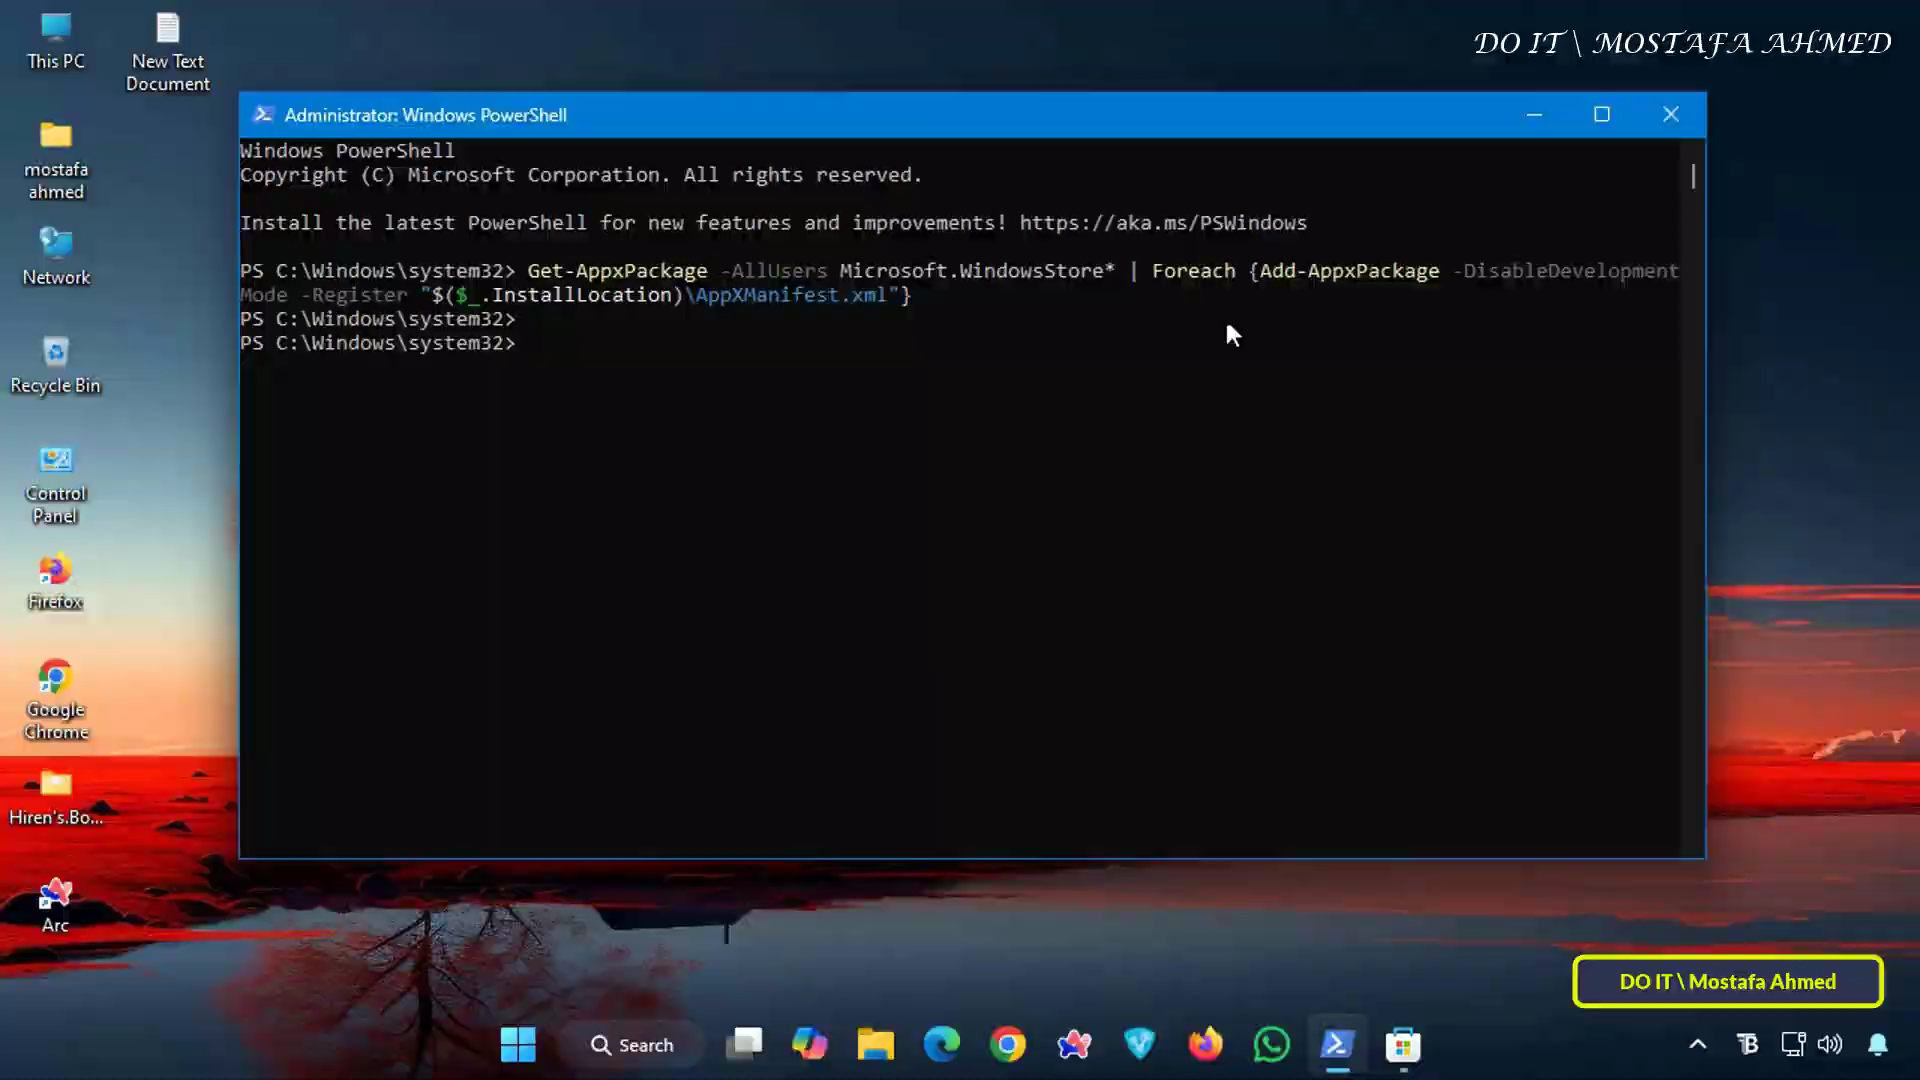 This PC
New Text
Document
DO IT \ MOSTAFA AHMED
mostafa
ahmed
Network
Recycle Bin
Control
Panel
Firefox
Google
Chrome
Hiren's.Bo...
Arc
Administrator: Windows PowerShell
Windows PowerShell
Copyright (C) Microsoft Corporation. All rights reserved.
Install the latest PowerShell for new features and improvements! https://aka.ms/PSWindows
PS C:\Windows\system32> Get-AppxPackage -AllUsers Microsoft.WindowsStore* | Foreach {Add-AppxPackage -DisableDevelopment
Mode -Register "$($_.InstallLocation)\AppXManifest.xml"}
PS C:\Windows\system32>
PS C:\Windows\system32>
DO IT \ Mostafa Ahmed
Search